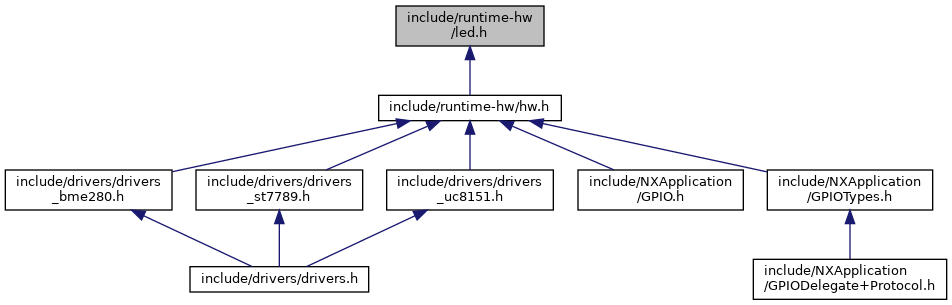 include/runtime-hw
/led.h
include/runtime-hw/hw.h
include/drivers/drivers
_bme280.h
include/drivers/drivers
_st7789.h
include/drivers/drivers
_uc8151.h
include/NXApplication
/GPIO.h
include/NXApplication
/GPIOTypes.h
include/drivers/drivers.h
include/NXApplication
/GPIODelegate+Protocol.h